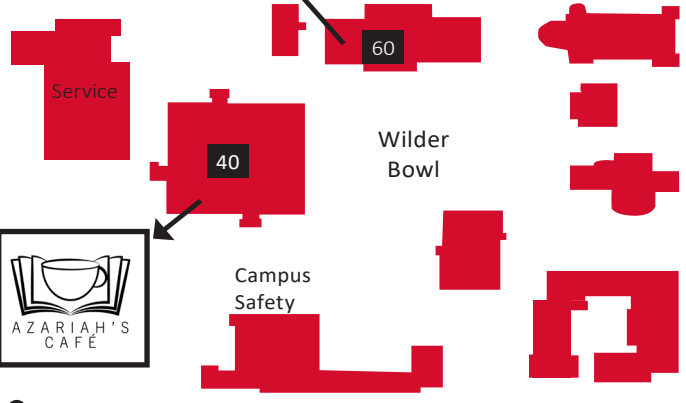 60
Service
Wilder
Bowl
40
Campus
Safety
AZARIAH'S
CAFÉ